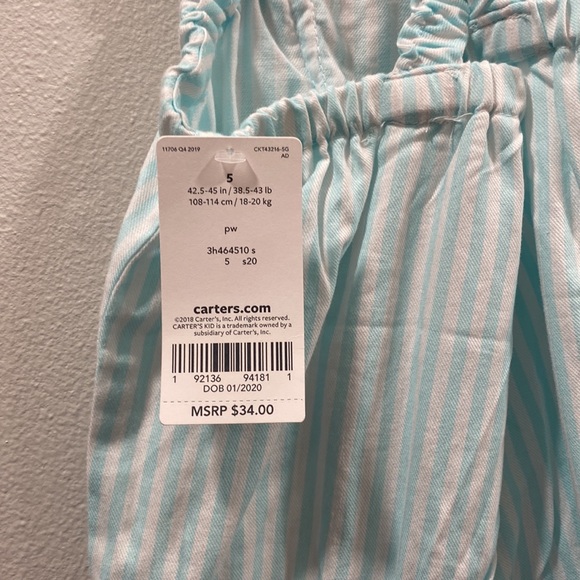 11706 Q4 2019 CKT43216-SG
AD
5
42.5-45 in / 38.5-43 lb
108-114 cm / 18-20 kg
pw
3h464510 s
5 s20
carters.com
©2018 Carter's, Inc. All rights reserved.
CARTER'S KID is a trademark owned by a
subsidiary of Carter's, Inc.
1 92136 94181 1
DOB 01/2020
MSRP $34.00